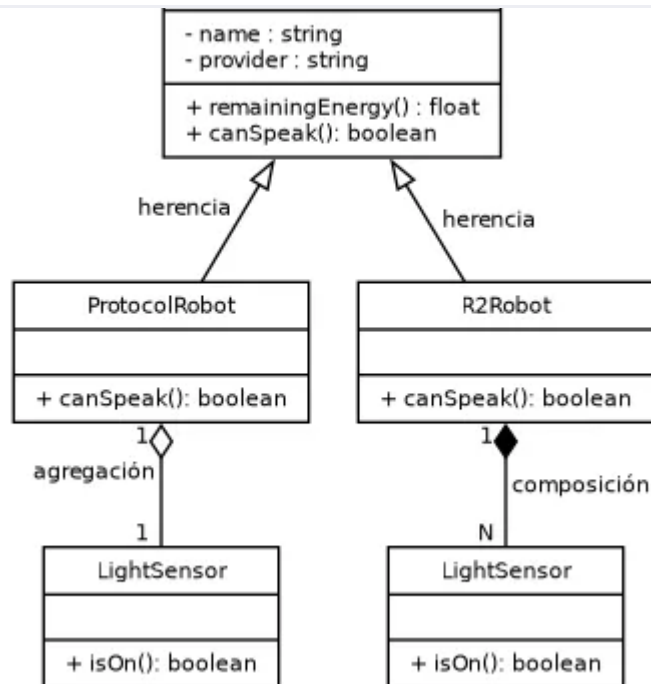 - name : string
- provider : string
+ remainingEnergy() : float
+ canSpeak(): boolean
herencia
herencia
ProtocolRobot
R2Robot
+ canSpeak(): boolean
+ canSpeak(): boolean
1
1
agregación
composición
1
N
LightSensor
LightSensor
+ isOn(): boolean
+ isOn(): boolean